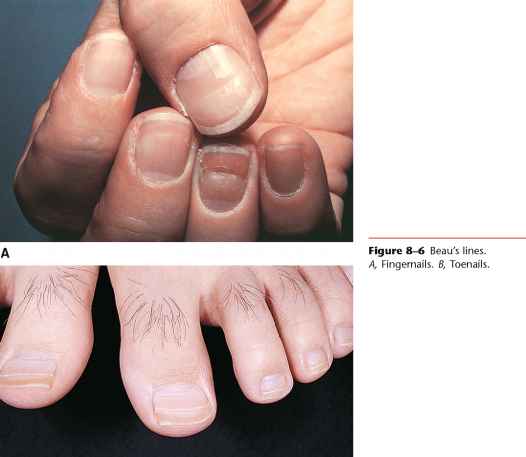 A
Figure 8–6 Beau's lines.
A, Fingernails. B, Toenails.